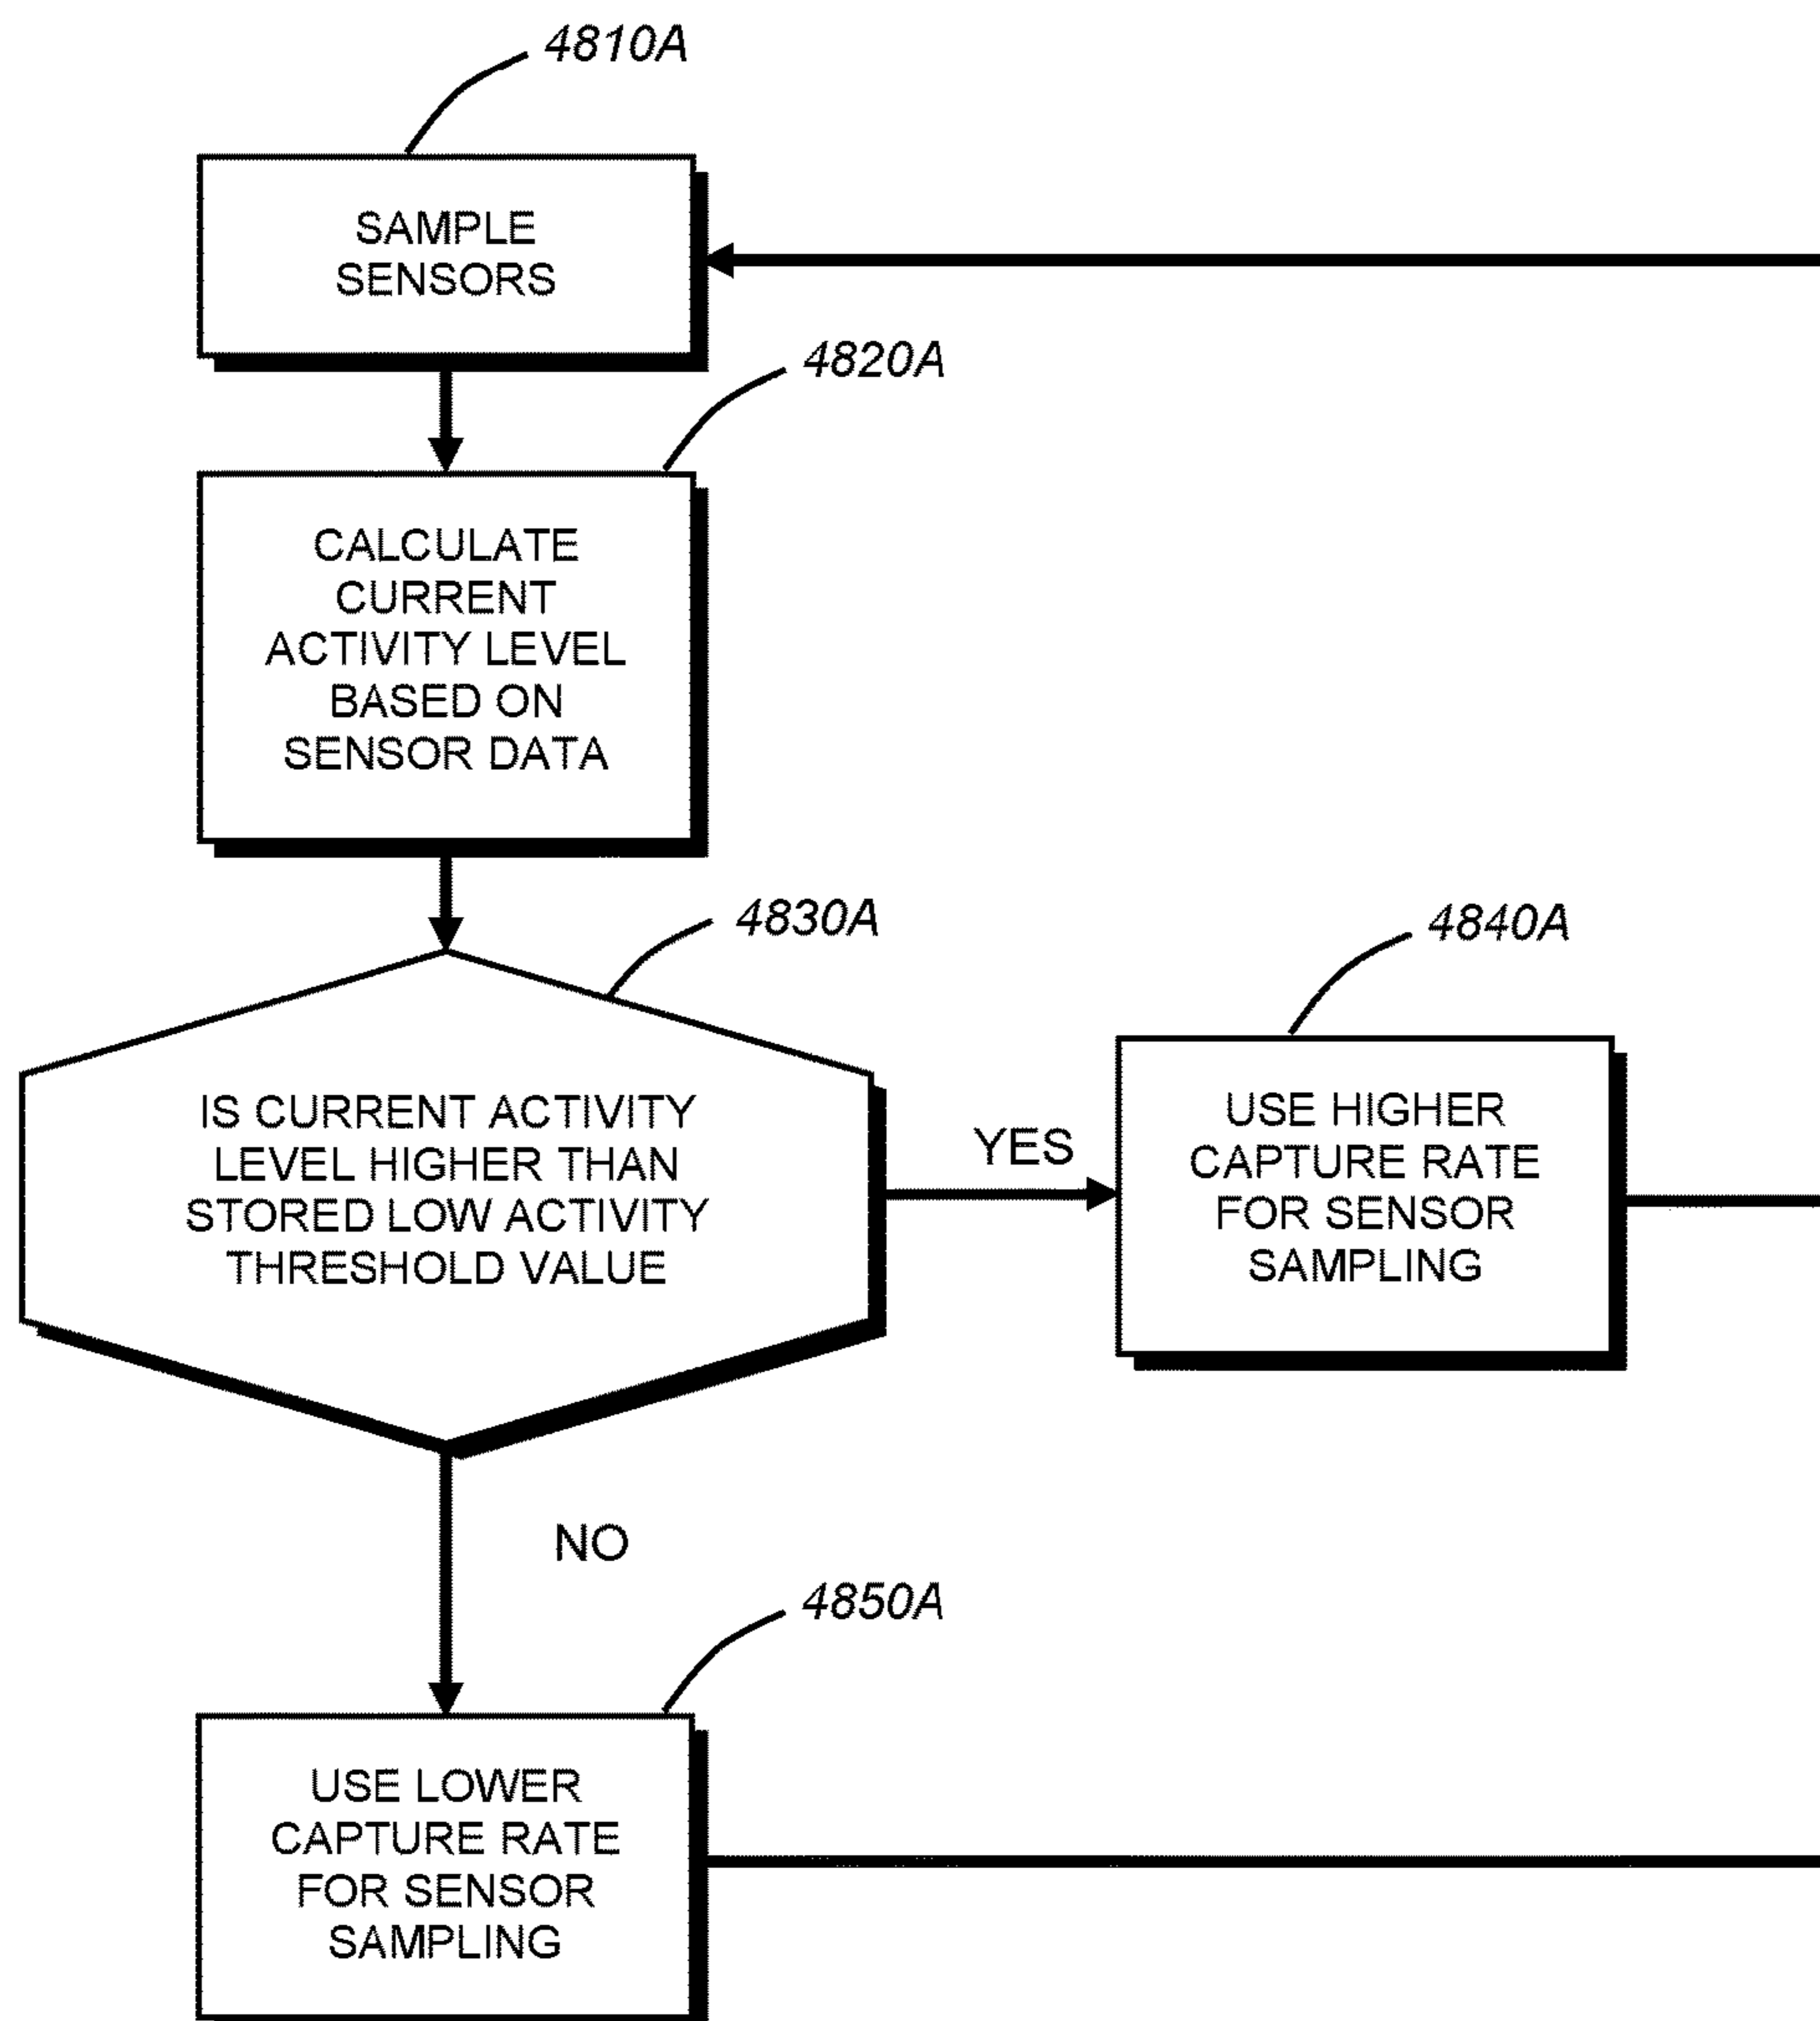 4810A
SAMPLE
SENSORS
4820A
CALCULATE
CURRENT
ACTIVITY LEVEL
BASED ON
SENSOR DATA
4830A
IS CURRENT ACTIVITY
LEVEL HIGHER THAN
STORED LOW ACTIVITY
THRESHOLD VALUE
YES
4840A
USE HIGHER
CAPTURE RATE
FOR SENSOR
SAMPLING
NO
4850A
USE LOWER
CAPTURE RATE
FOR SENSOR
SAMPLING